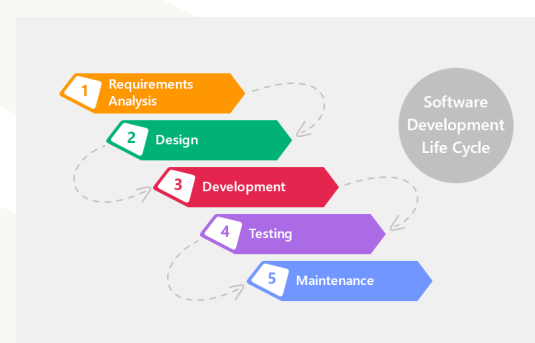 Software
Development
Life Cycle
1
Requirements
Analysis
2
Design
3
Development
4
Testing
5
Maintenance